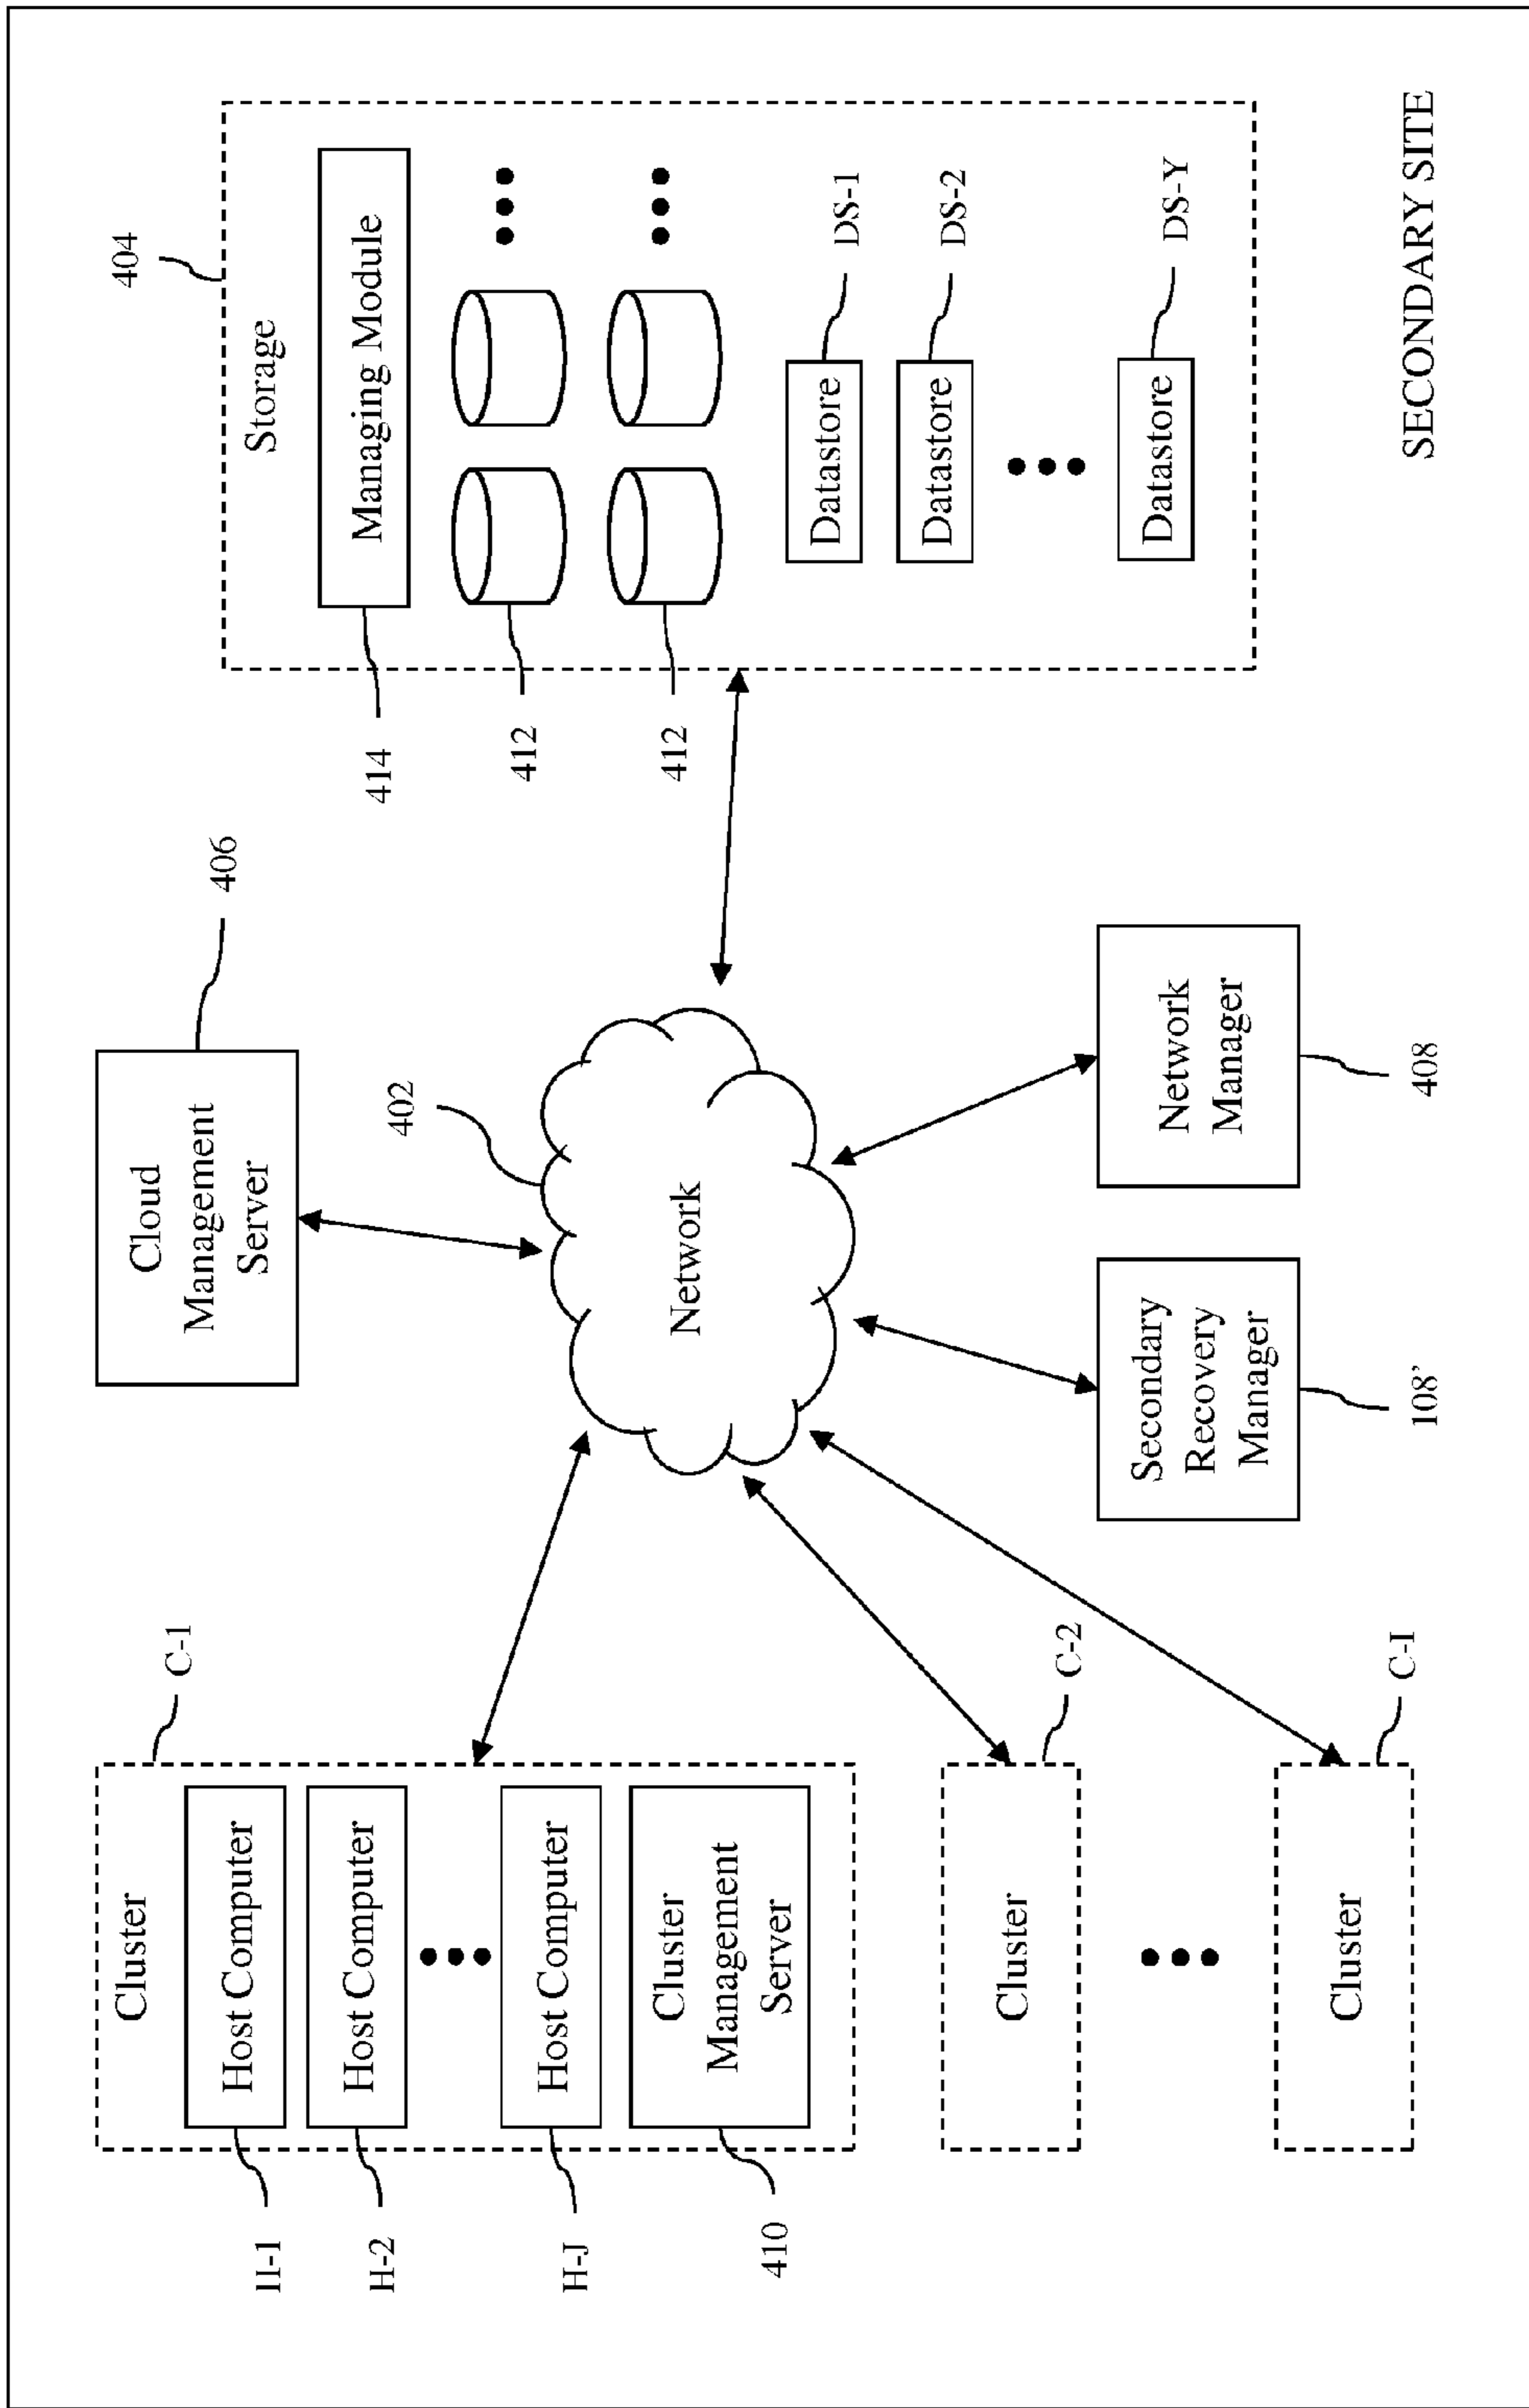 Cluster
C-1
Host Computer
H-1
Host Computer
H-2
Host Computer
H-J
Cluster
Management
Server
410
Cluster
C-2
Cluster
C-I
Cloud
Management
Server
406
402
Network
Secondary
Recovery
Manager
108’
Network
Manager
408
404
Storage
Managing Module
414
412
412
Datastore
DS-1
Datastore
DS-2
Datastore
DS-Y
SECONDARY SITE